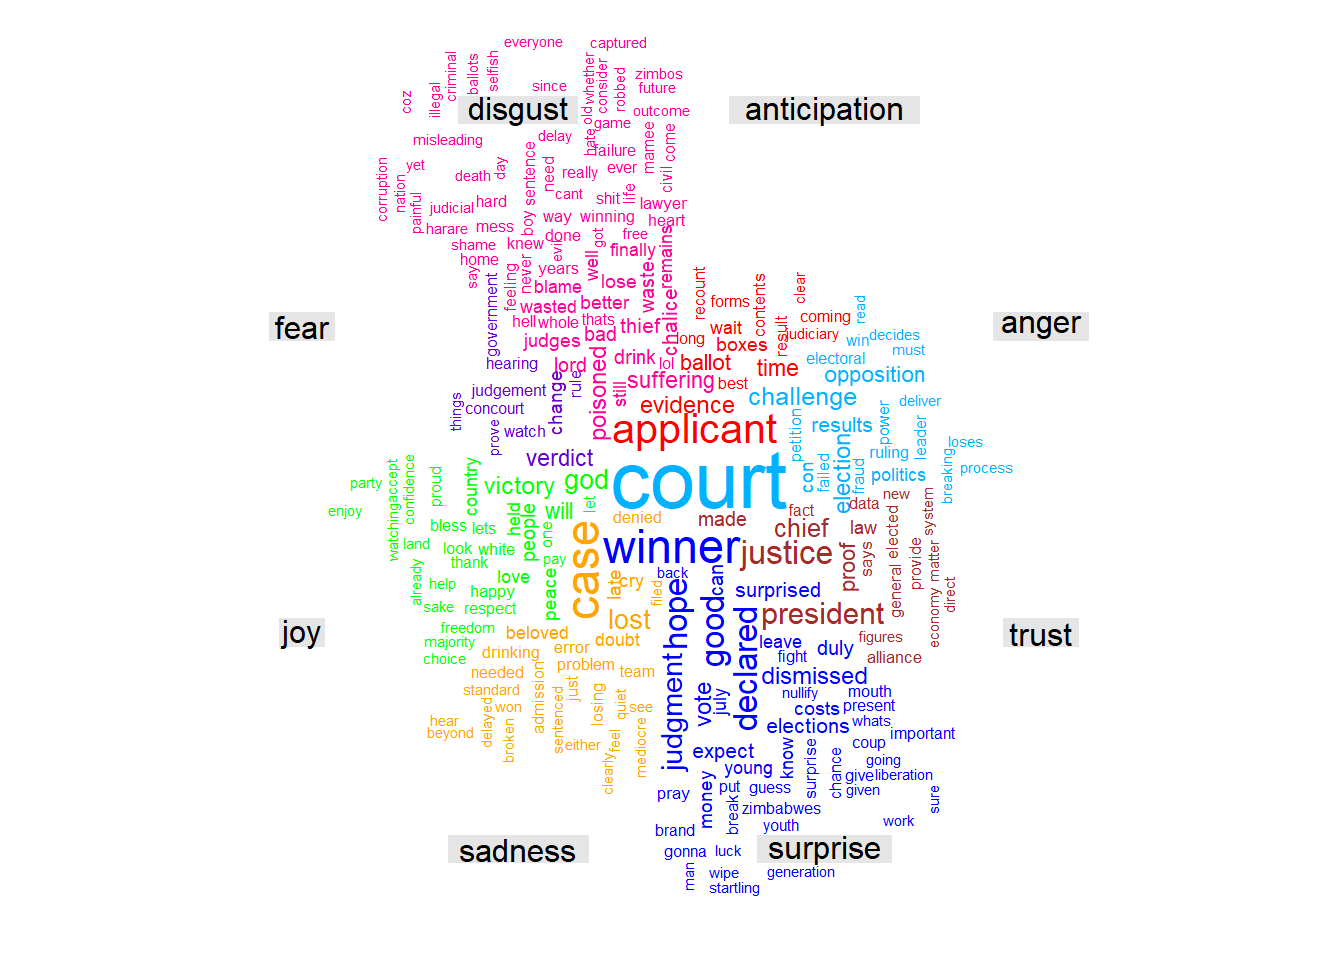 everyone
captured
criminal
ballots
selfish
since
whether
consider
robbed
zimbos
future
coz
illegal
disgust
anticipation
old
outcome
game
misleading
delay
hate
failure
mamee
come
corruption
nation
painful
yet
death
day
need
really
ever
civil
boy
sentence
cant
shit
life
lawyer
judicial
hard
way
winning
heart
harare
mess
done
got
free
shame
knew
evil
finally
remains
home
say
feeling
never
years
well
lose
waste
chalice
blame
wasted
better
government
hell
whole
thats
thief
judges
bad
recount
forms
contents
clear
wait
coming
read
fear
anger
long
boxes
result
judiciary
win
decides
must
hearing
lord
drink
lol
ballot
time
electoral
opposition
judgement
rule
suffering
best
challenge
things
concourt
change
poisoned
still
evidence
deliver
prove
watch
applicant
petition
results
power
leader
verdict
court
con
failed
election
fraud
ruling
politics
breaking
loses
process
party
accept
watching
confidence
proud
country
victory
god
enjoy
bless
lets
held
people
will
one
let
denied
made
fact
data
new
system
chief
law
land
look
white
thank
pay
case
winner
justice
proof
says
elected
general
provide
matter
economy
direct
already
help
happy
love
peace
late
cry
filed
back
can
surprised
sake
respect
lost
hope
good
president
freedom
beloved
doubt
declared
leave
duly
figures
joy
trust
majority
choice
drinking
error
problem
team
judgment
fight
alliance
needed
admission
just
losing
quiet
see
vote
july
dismissed
nullify
mouth
standard
won
costs
present
hear
beyond
delayed
broken
sentenced
either
feel
clearly
mediocre
elections
whats
important
expect
know
surprise
coup
chance
going
young
give
liberation
pray
money
put
guess
given
sure
break
zimbabwes
brand
youth
work
sadness
surprise
gonna
luck
man
wipe
generation
startling